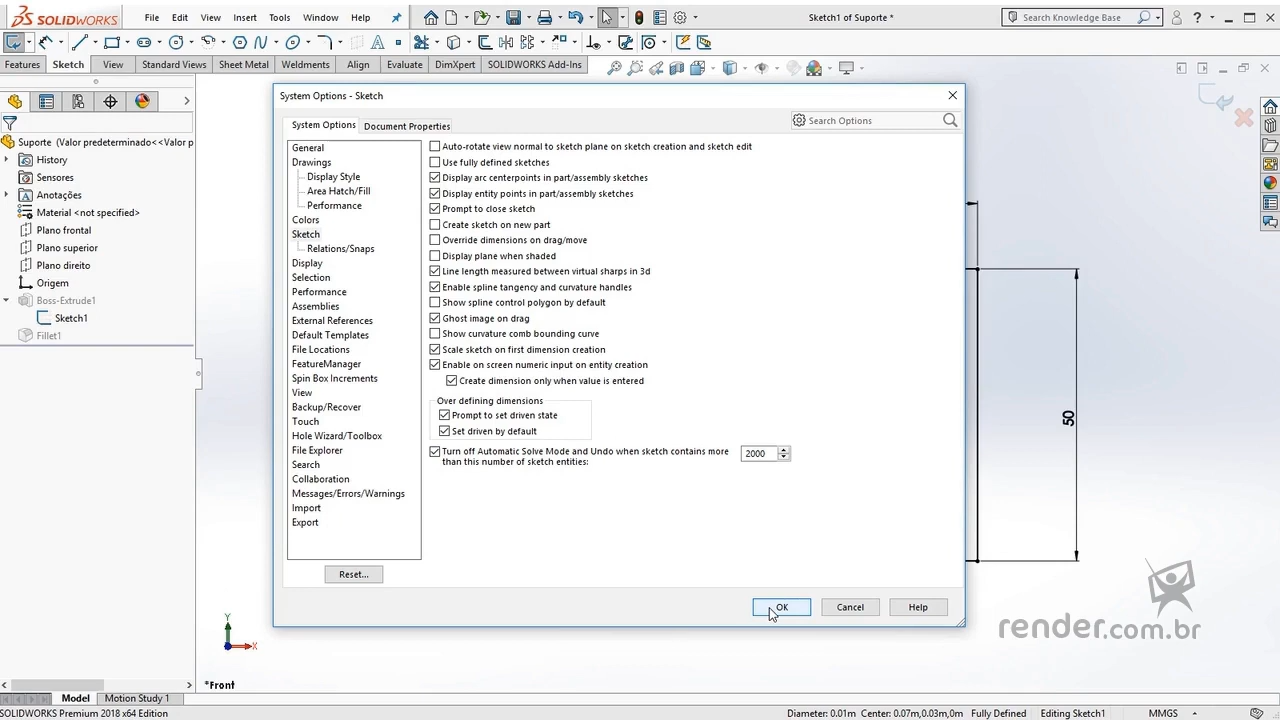 SOLIDWORKS File Edit View Insert Tools Window Help Sketch1 of Suporte * Search Knowledge Base
Features Sketch View Standard Views Sheet Metal Weldments Align Evaluate DimXpert SOLIDWORKS Add-Ins
Suporte (Valor predeterminado<<Valor p
History
Sensores
Anotações
Material <not specified>
Plano frontal
Plano superior
Plano direito
Origem
Boss-Extrude1
Sketch1
Fillet1
System Options - Sketch
System Options Document Properties
Search Options
General
Drawings
Display Style
Area Hatch/Fill
Performance
Colors
Sketch
Relations/Snaps
Display
Selection
Performance
Assemblies
External References
Default Templates
File Locations
FeatureManager
Spin Box Increments
View
Backup/Recover
Touch
Hole Wizard/Toolbox
File Explorer
Search
Collaboration
Messages/Errors/Warnings
Import
Export
Reset...
Auto-rotate view normal to sketch plane on sketch creation and sketch edit
Use fully defined sketches
Display arc centerpoints in part/assembly sketches
Display entity points in part/assembly sketches
Prompt to close sketch
Create sketch on new part
Override dimensions on drag/move
Display plane when shaded
Line length measured between virtual sharps in 3d
Enable spline tangency and curvature handles
Show spline control polygon by default
Ghost image on drag
Show curvature comb bounding curve
Scale sketch on first dimension creation
Enable on screen numeric input on entity creation
Create dimension only when value is entered
Over defining dimensions
Prompt to set driven state
Set driven by default
Turn off Automatic Solve Mode and Undo when sketch contains more
than this number of sketch entities:
2000
OK Cancel Help
50
render.com.br
Y
X
*Front
Model Motion Study 1
SOLIDWORKS Premium 2018 x64 Edition Diameter: 0.01m Center: 0.07m,0.03m,0m Fully Defined Editing Sketch1 MMGS